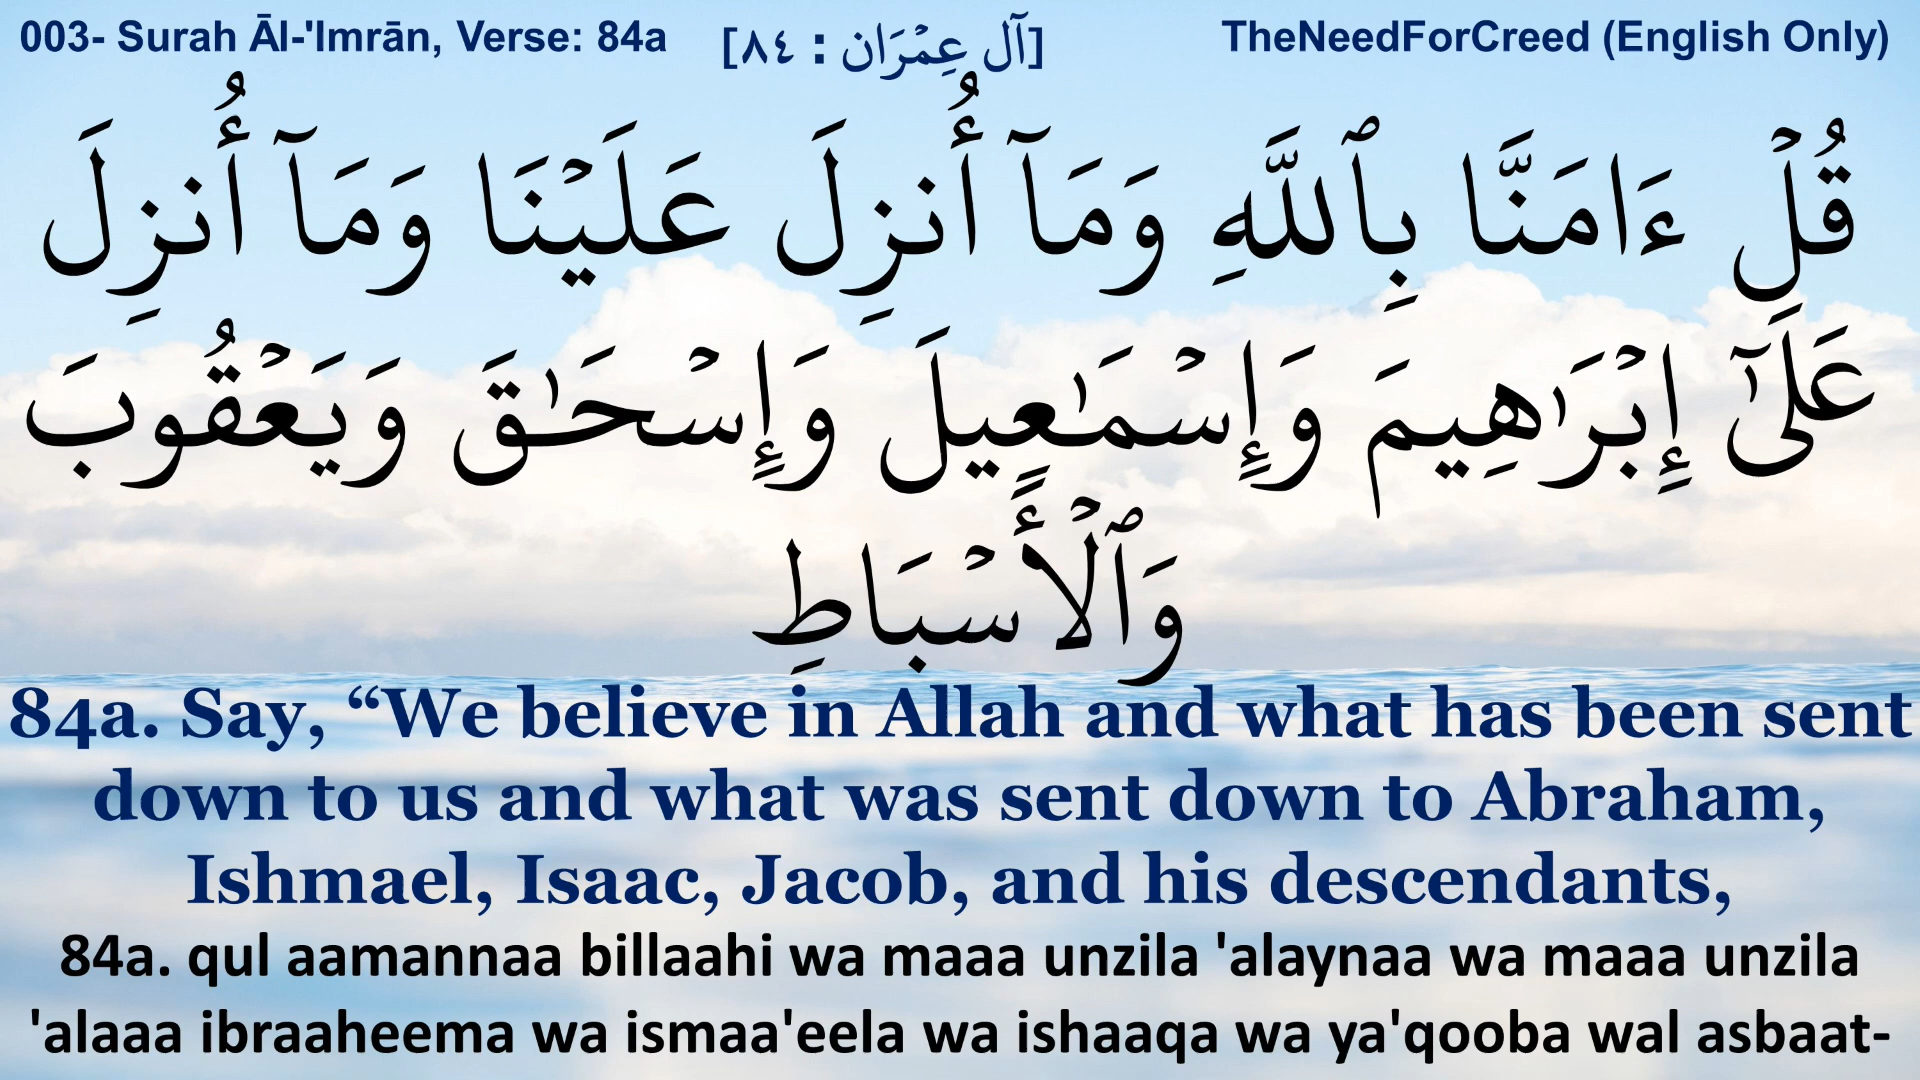 003- Surah Āl-'Imrān, Verse: 84a
[آل عِمْرَان : ٨٤]
TheNeedForCreed (English Only)
قُلۡ ءَامَنَّا بِٱللَّهِ وَمَآ أُنزِلَ عَلَيۡنَا وَمَآ أُنزِلَ
عَلَىٰٓ إِبۡرَٰهِيمَ وَإِسۡمَٰعِيلَ وَإِسۡحَٰقَ وَيَعۡقُوبَ
وَٱلۡأَسۡبَاطِ
84a. Say, “We believe in Allah and what has been sent
down to us and what was sent down to Abraham,
Ishmael, Isaac, Jacob, and his descendants,
84a. qul aamannaa billaahi wa maaa unzila 'alaynaa wa maaa unzila
'alaaa ibraaheema wa ismaa'eela wa ishaaqa wa ya'qooba wal asbaat-